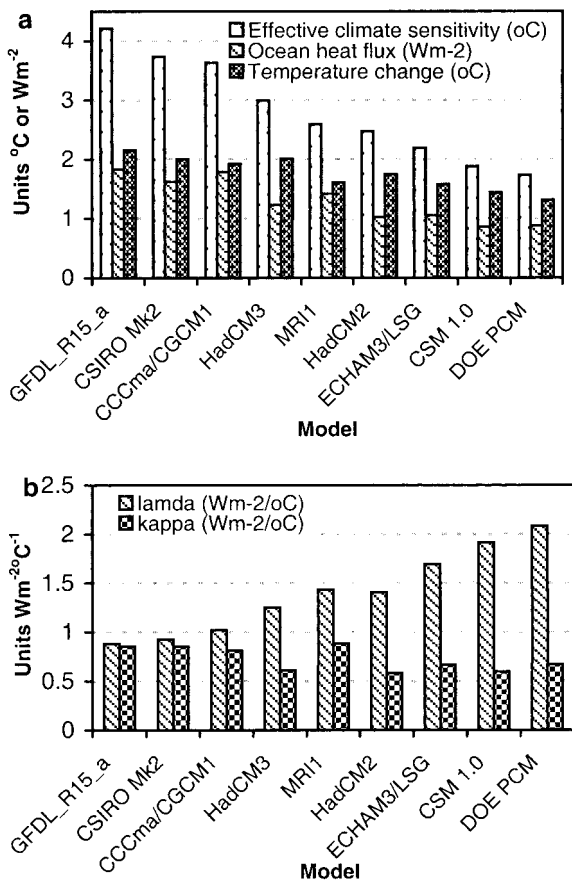 a
Effective climate sensitivity (oC)
Ocean heat flux (Wm-2)
Temperature change (oC)
Units °C or Wm-2
4
3
2
1
0
GFDL_R15_a
CSIRO Mk2
CCCma/CGCM1
HadCM3
MRI1
HadCM2
ECHAM3/LSG
CSM 1.0
DOE PCM
Model
b
lamda (Wm-2/oC)
kappa (Wm-2/oC)
Units Wm-2oC-1
2.5
2
1.5
1
0.5
0
GFDL_R15_a
CSIRO Mk2
CCCma/CGCM1
HadCM3
MRI1
HadCM2
ECHAM3/LSG
CSM 1.0
DOE PCM
Model